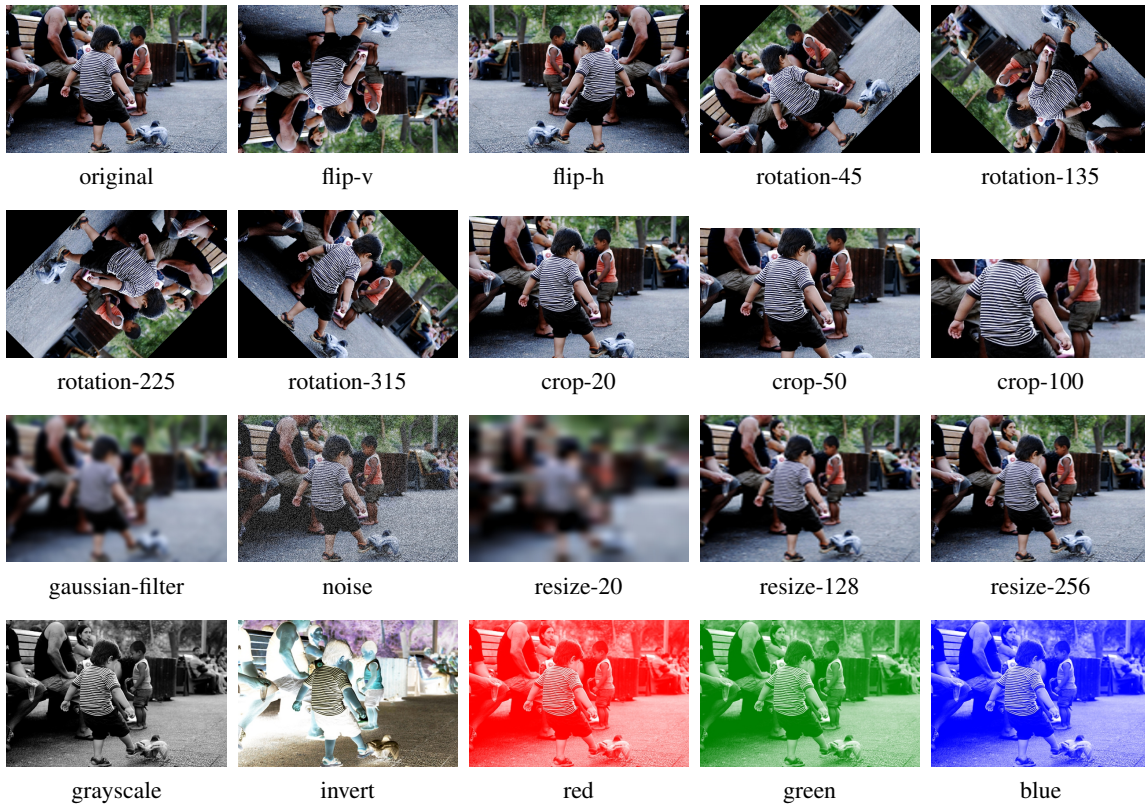 original flip-v flip-h rotation-45 rotation-135
rotation-225 rotation-315 crop-20 crop-50 crop-100
gaussian-filter noise resize-20 resize-128 resize-256
grayscale invert red green blue